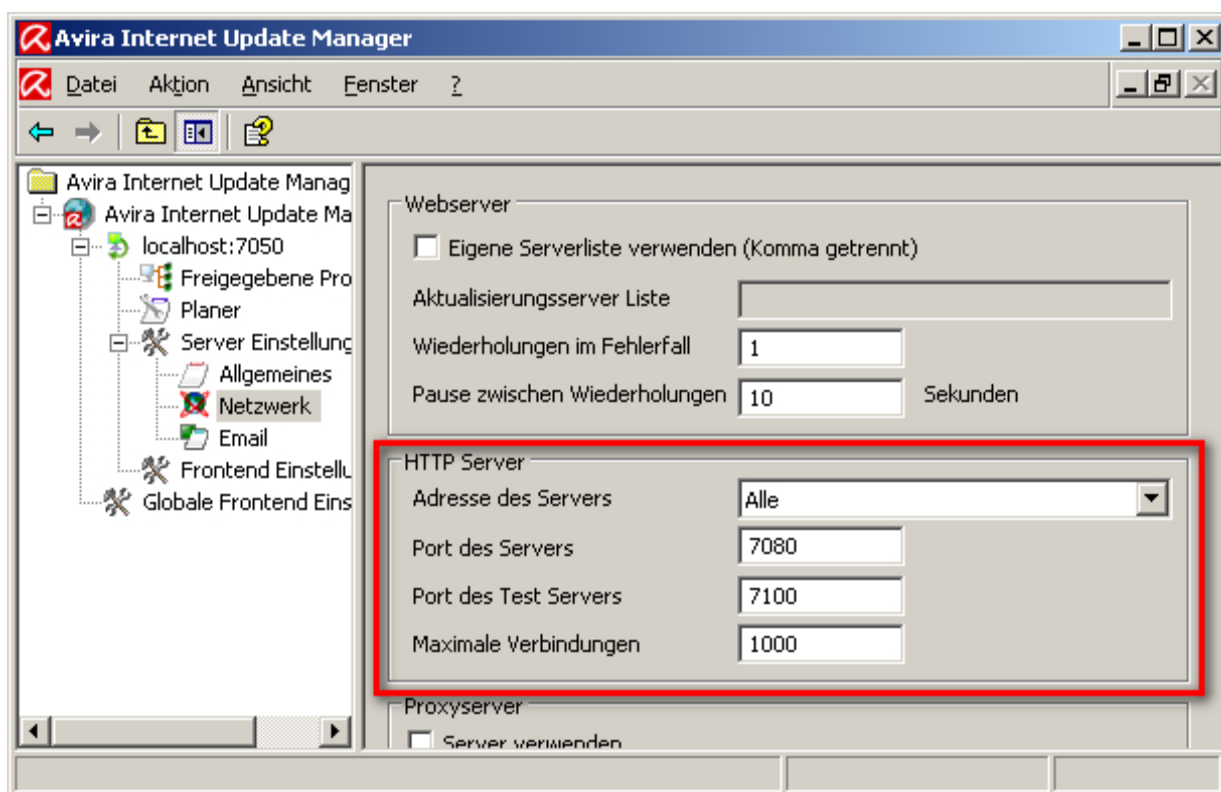 Avira Internet Update Manager
Datei Aktion Ansicht Fenster ?
Avira Internet Update Manag
Avira Internet Update Ma
localhost:7050
Freigegebene Pro
Planer
Server Einstellung
Allgemeines
Netzwerk
Email
Frontend Einstellu
Globale Frontend Eins
Webserver
Eigene Serverliste verwenden (Komma getrennt)
Aktualisierungsserver Liste
Wiederholungen im Fehlerfall 1
Pause zwischen Wiederholungen 10 Sekunden
HTTP Server
Adresse des Servers Alle
Port des Servers 7080
Port des Test Servers 7100
Maximale Verbindungen 1000
Proxyserver
Server verwenden